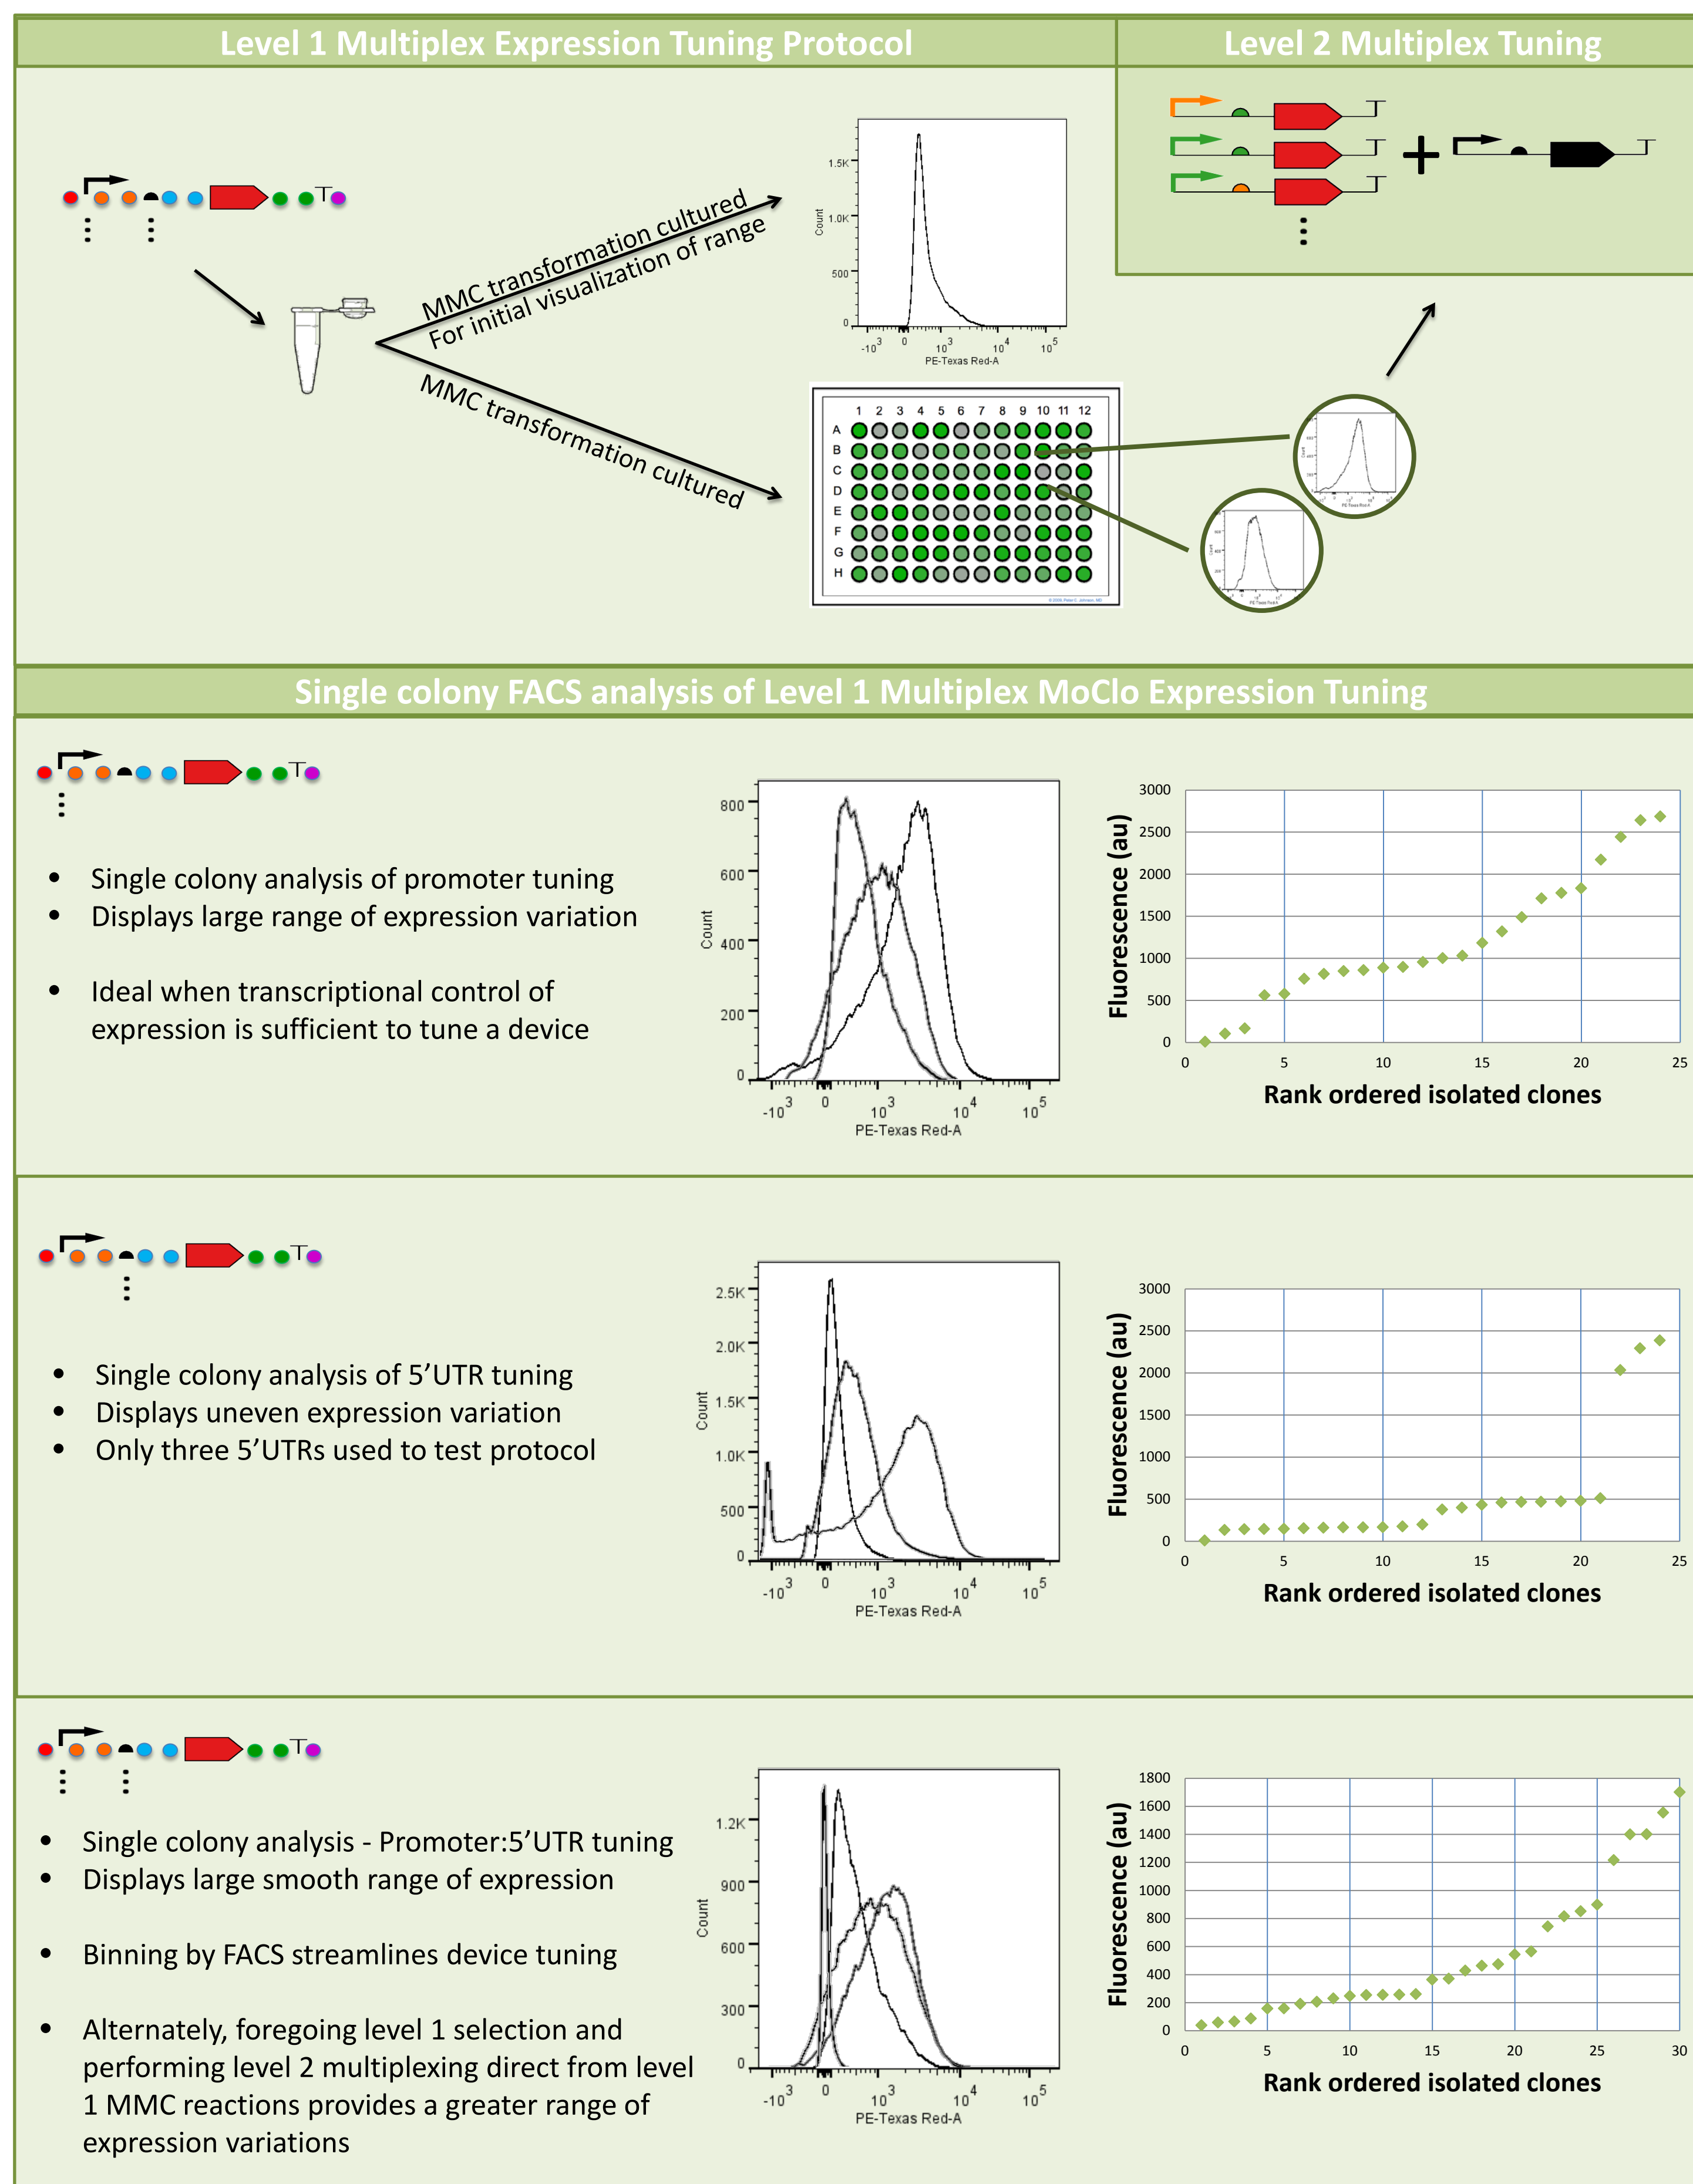 Level 1 Multiplex Expression Tuning Protocol
Level 2 Multiplex Tuning
MMC transformation cultured
For initial visualization of range
MMC transformation cultured
1.5K
1.0K
500
0
Count
-10³ 0 10³ 10⁴ 10⁵
PE-Texas Red-A
1 2 3 4 5 6 7 8 9 10 11 12
A
B
C
D
E
F
G
H
Count
PE-Texas Red-A
Count
PE-Texas Red-A
Single colony FACS analysis of Level 1 Multiplex MoClo Expression Tuning
• Single colony analysis of promoter tuning
• Displays large range of expression variation
• Ideal when transcriptional control of
expression is sufficient to tune a device
800
600
400
200
0
Count
-10³ 0 10³ 10⁴ 10⁵
PE-Texas Red-A
3000
2500
2000
1500
1000
500
0
Fluorescence (au)
0 5 10 15 20 25
Rank ordered isolated clones
• Single colony analysis of 5’UTR tuning
• Displays uneven expression variation
• Only three 5’UTRs used to test protocol
2.5K
2.0K
1.5K
1.0K
500
0
Count
-10³ 0 10³ 10⁴ 10⁵
PE-Texas Red-A
3000
2500
2000
1500
1000
500
0
Fluorescence (au)
0 5 10 15 20 25
Rank ordered isolated clones
• Single colony analysis - Promoter:5’UTR tuning
• Displays large smooth range of expression
• Binning by FACS streamlines device tuning
• Alternately, foregoing level 1 selection and
performing level 2 multiplexing direct from level
1 MMC reactions provides a greater range of
expression variations
1.2K
900
600
300
0
Count
-10³ 0 10³ 10⁴ 10⁵
PE-Texas Red-A
1800
1600
1400
1200
1000
800
600
400
200
0
Fluorescence (au)
0 5 10 15 20 25 30
Rank ordered isolated clones